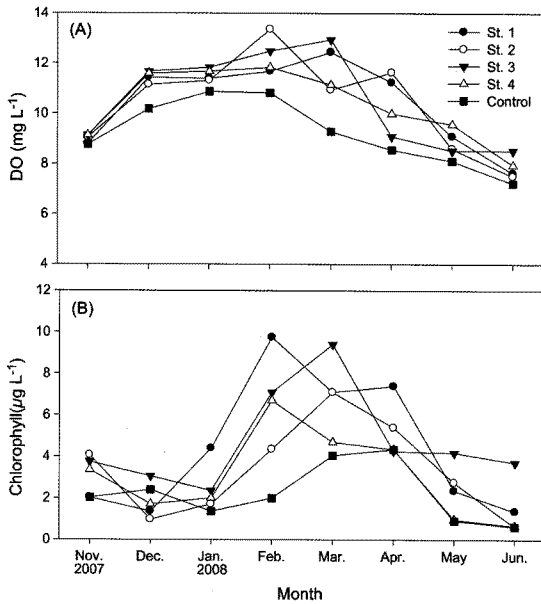 (A)
14
12
10
8
6
4
DO (mg L⁻¹)
St. 1
St. 2
St. 3
St. 4
Control
(B)
12
10
8
6
4
2
0
Chlorophyll(µg L⁻¹)
Nov. Dec. Jan. Feb. Mar. Apr. May Jun.
2007 2008
Month